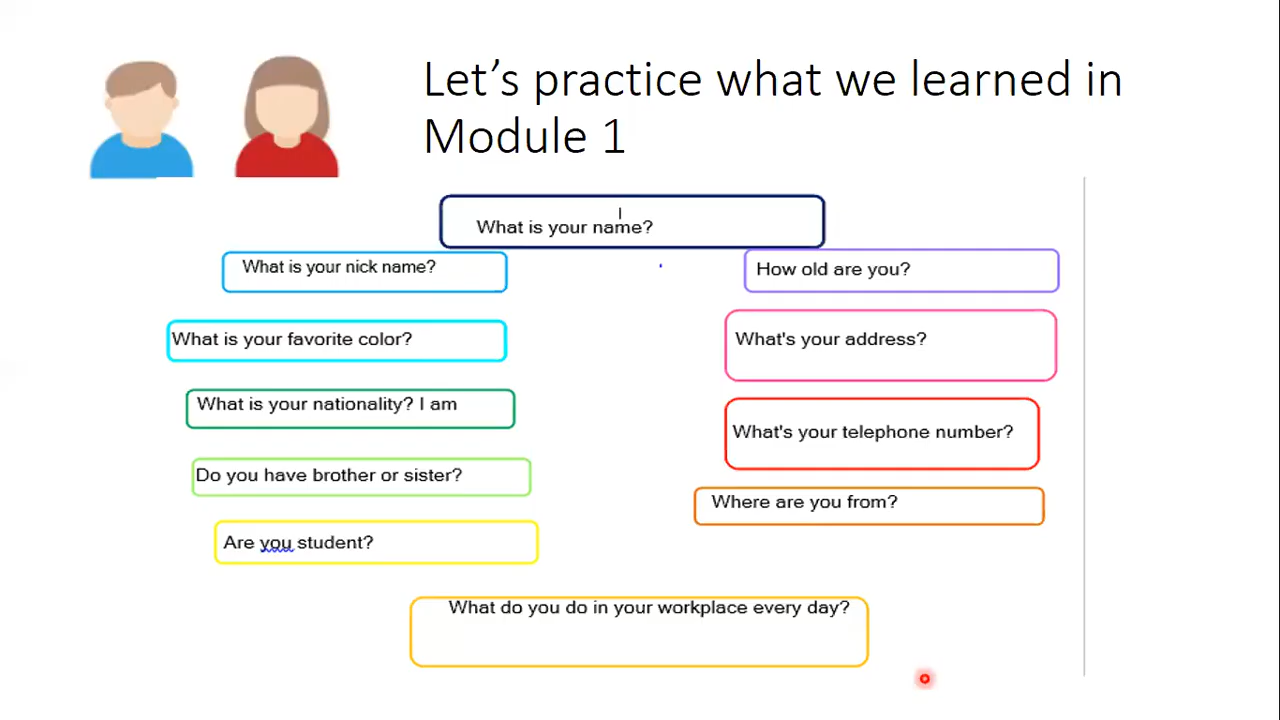 Let's practice what we learned in
Module 1
What is your name?
What is your nick name?
How old are you?
What is your favorite color?
What's your address?
What is your nationality? I am
What's your telephone number?
Do you have brother or sister?
Where are you from?
Are you student?
What do you do in your workplace every day?